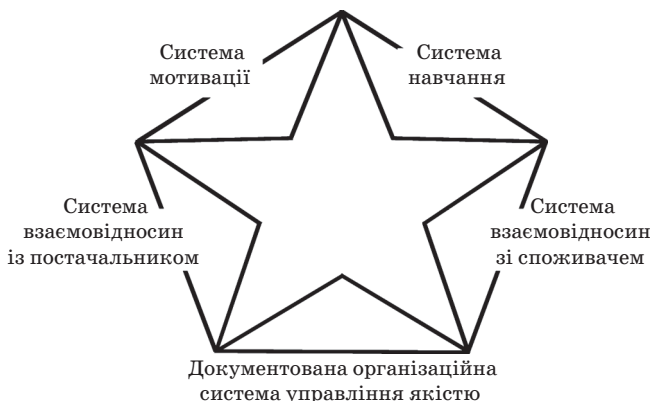 Система
мотивації
Система
навчання
Система
взаємовідносин
із постачальником
Система
взаємовідносин
зі споживачем
Документована організаційна
система управління якістю